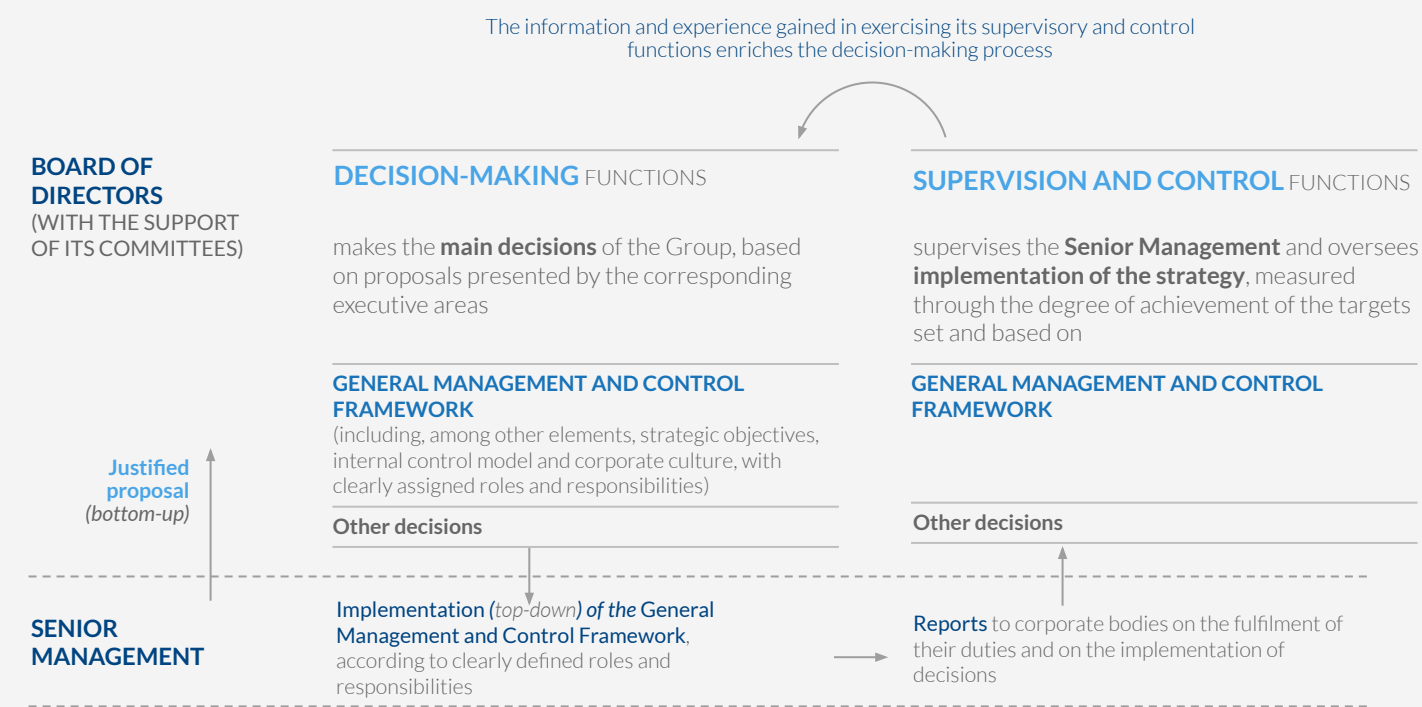 The information and experience gained in exercising its supervisory and control
functions enriches the decision-making process
BOARD OF
DIRECTORS
(WITH THE SUPPORT
OF ITS COMMITTEES)
DECISION-MAKING FUNCTIONS
makes the main decisions of the Group, based
on proposals presented by the corresponding
executive areas
GENERAL MANAGEMENT AND CONTROL
FRAMEWORK
(including, among other elements, strategic objectives,
internal control model and corporate culture, with
clearly assigned roles and responsibilities)
Other decisions
SUPERVISION AND CONTROL FUNCTIONS
supervises the Senior Management and oversees
implementation of the strategy, measured
through the degree of achievement of the targets
set and based on
GENERAL MANAGEMENT AND CONTROL
FRAMEWORK
Other decisions
Justified
proposal
(bottom-up)
SENIOR
MANAGEMENT
Implementation (top-down) of the General
Management and Control Framework,
according to clearly defined roles and
responsibilities
Reports to corporate bodies on the fulfilment of
their duties and on the implementation of
decisions